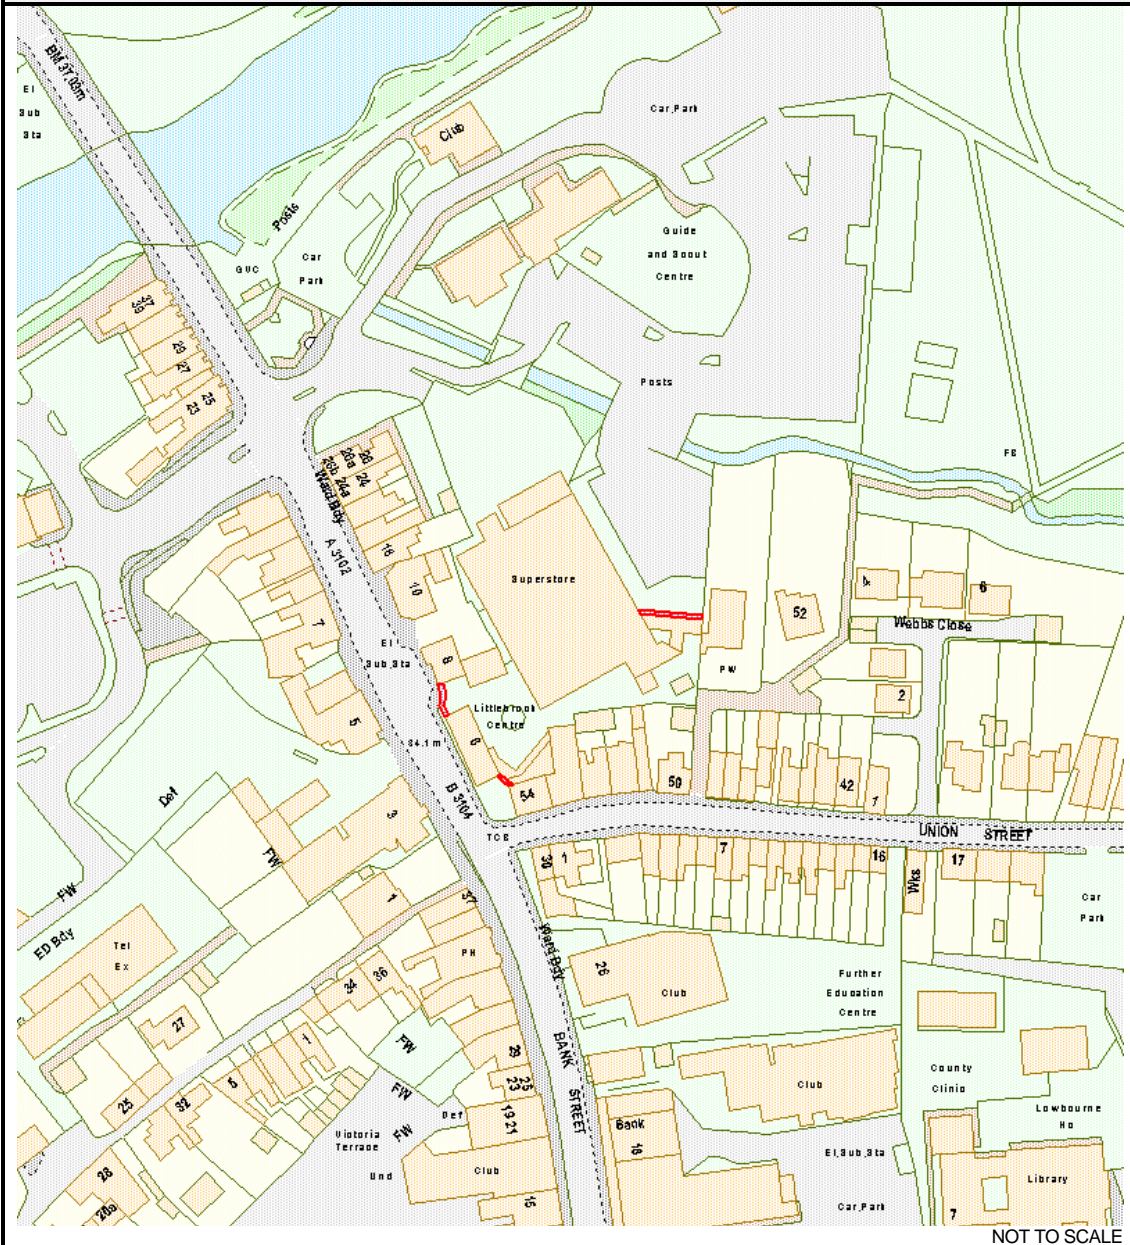 BM 37.03m
El
Sub
Sta
Car Park
Club
Posts
Guide
and Scout
Centre
GVC
Car
Park
37
39
29
27
25
23
Posts
FB
26
26a
24
26b
24a
Ward Bdy
18
A 3102
10
Superstore
4
6
52
Webbs Close
7
El
Sub Sta
8
PW
2
Littlebrook
Centre
5
6
84.1m
54
50
42
1
Def
B 3104
3
TCB
UNION STREET
30
1
7
16
17
Wks
FW
FW
1
37
Car
Park
ED Bdy
Tel
Ex
PH
Ward Bdy
34
36
26
Club
Further
Education
Centre
27
1
FW
29
BANK STREET
5
25
32
FW
25
23
Club
County
Clinic
Def
19 21
Bank
18
Lowbourne
Ho
Victoria
Terrace
FW
El Sub Sta
28
Und
Club
Library
20a
15
Car Park
7
NOT TO SCALE